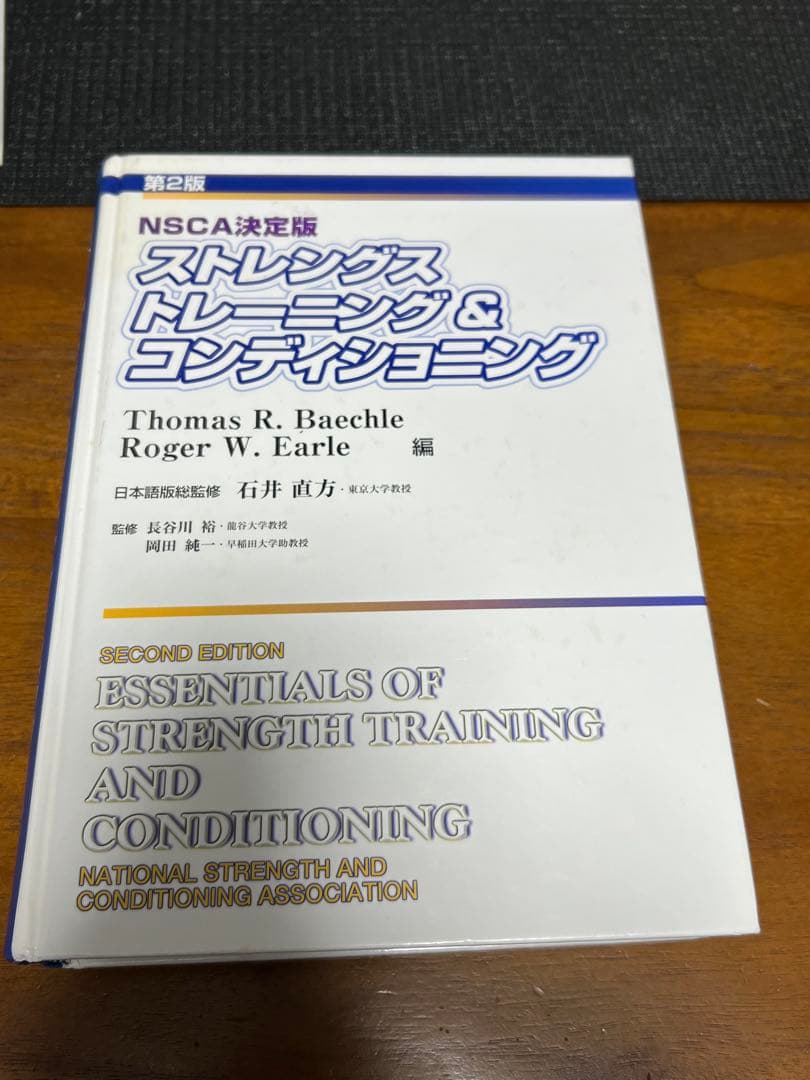 第2版
NSCA決定版
ストレングス
トレーニング&
コンディショニング
Thomas R. Baechle
Roger W. Earle 編
日本語版総監修 石井 直方・東京大学教授
監修 長谷川 裕・龍谷大学教授
岡田 純一・早稲田大学助教授
SECOND EDITION
ESSENTIALS OF
STRENGTH TRAINING
AND
CONDITIONING
NATIONAL STRENGTH AND
CONDITIONING ASSOCIATION